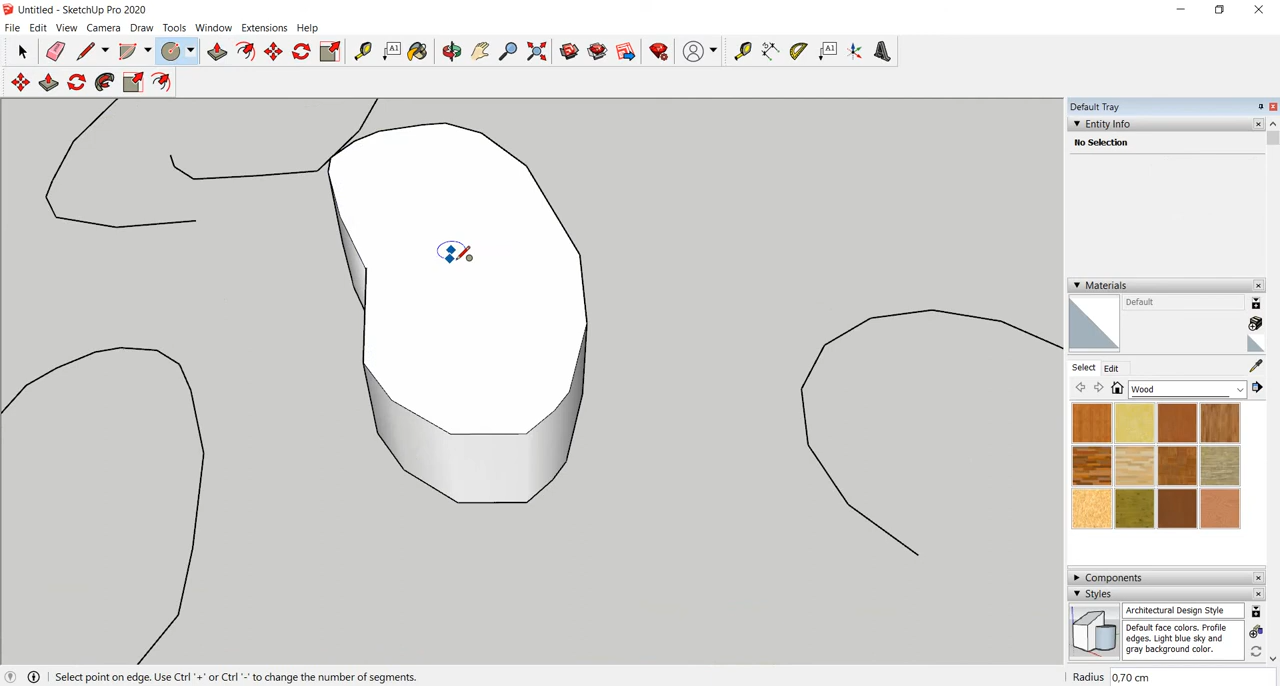 Untitled - SketchUp Pro 2020
File Edit View Camera Draw Tools Window Extensions Help
A1
A1
Default Tray
Entity Info
No Selection
Materials
Default
Select Edit
Wood
Components
Styles
Architectural Design Style
Default face colors. Profile
edges. Light blue sky and
gray background color.
Select point on edge. Use Ctrl '+' or Ctrl '-' to change the number of segments.
Radius 0,70 cm